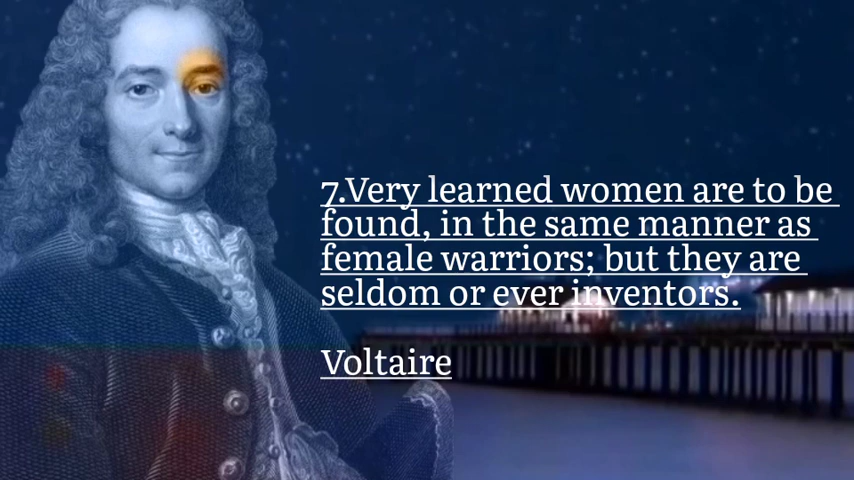 7.Very learned women are to be
found, in the same manner as
female warriors; but they are
seldom or ever inventors.
Voltaire